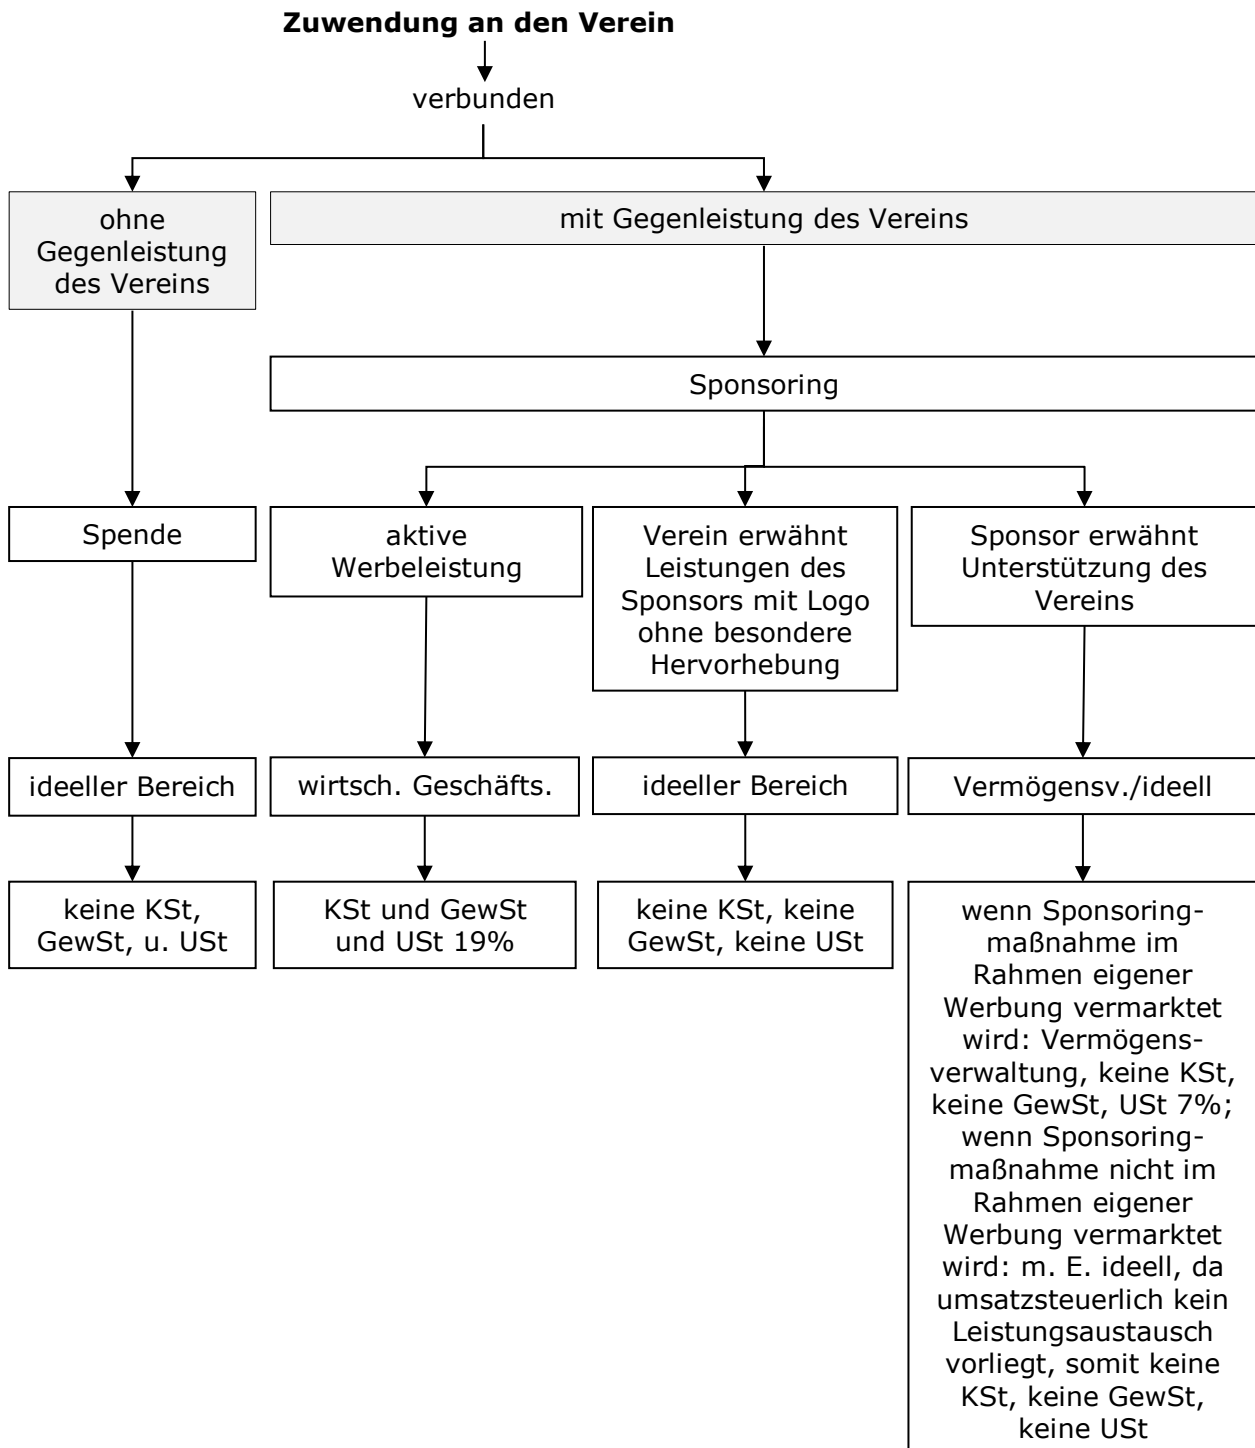 Zuwendung an den Verein
verbunden
ohne
Gegenleistung
des Vereins
mit Gegenleistung des Vereins
Sponsoring
Spende
aktive
Werbeleistung
Verein erwähnt
Leistungen des
Sponsors mit Logo
ohne besondere
Hervorhebung
Sponsor erwähnt
Unterstützung des
Vereins
ideeller Bereich
wirtsch. Geschäfts.
ideeller Bereich
Vermögensv./ideell
keine KSt,
GewSt, u. USt
KSt und GewSt
und USt 19%
keine KSt, keine
GewSt, keine USt
wenn Sponsoring-
maßnahme im
Rahmen eigener
Werbung vermarktet
wird: Vermögens-
verwaltung, keine KSt,
keine GewSt, USt 7%;
wenn Sponsoring-
maßnahme nicht im
Rahmen eigener
Werbung vermarktet
wird: m. E. ideell, da
umsatzsteuerlich kein
Leistungsaustausch
vorliegt, somit keine
KSt, keine GewSt,
keine USt